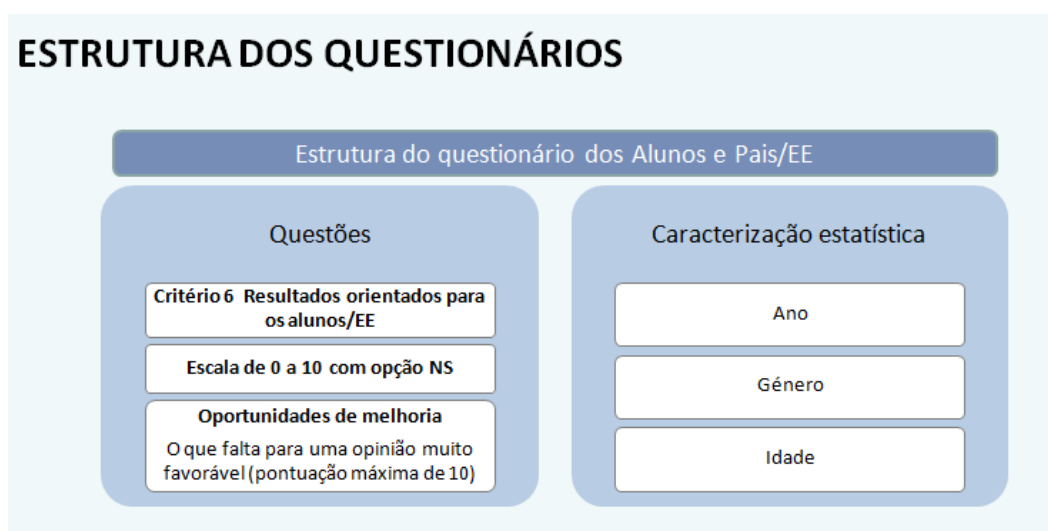 ESTRUTURA DOS QUESTIONÁRIOS
Estrutura do questionário dos Alunos e Pais/EE
Questões
Critério 6 Resultados orientados para
os alunos/EE
Escala de 0 a 10 com opção NS
Oportunidades de melhoria
O que falta para uma opinião muito
favorável (pontuação máxima de 10)
Caracterização estatística
Ano
Género
Idade